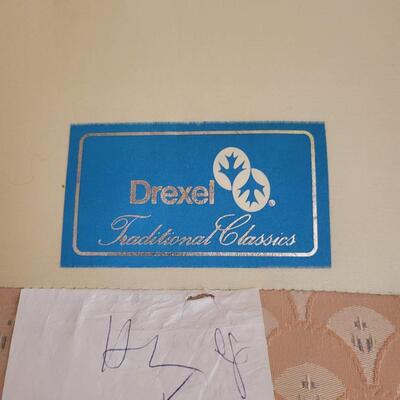 Drexel ®
Traditional Classics